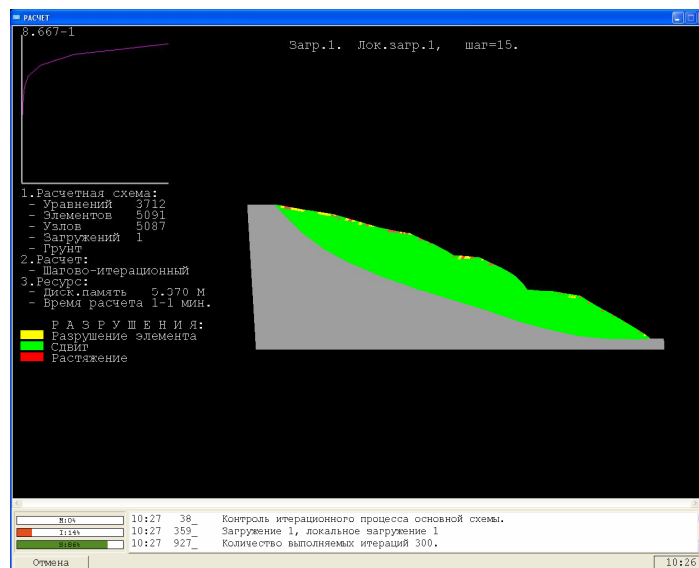 РАСЧЕТ
8.667-1
Загр.1. Лок.загр.1, шаг=15.
1.Расчетная схема:
- Уравнений 3712
- Элементов 5091
- Узлов 5087
- Загружений 1
- Грунт
2.Расчет:
- Шагово-итерационный
3.Ресурс:
- Диск.память 5.370 М
- Время расчета 1-1 мин.
Р А З Р У Ш Е Н И Я:
Разрушение элемента
Сдвиг
Растяжение
M:0%
I:14%
S:86%
10:27 38_ Контроль итерационного процесса основной схемы.
10:27 359_ Загружение 1, локальное загружение 1
10:27 927_ Количество выполняемых итераций 300.
Отмена
10:26